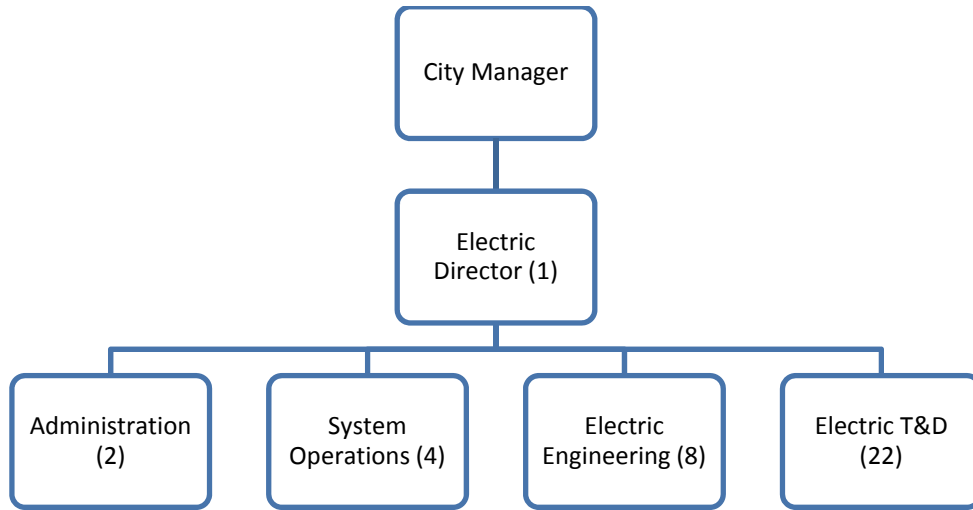 City Manager
Electric
Director (1)
Administration
(2)
System
Operations (4)
Electric
Engineering (8)
Electric T&D
(22)